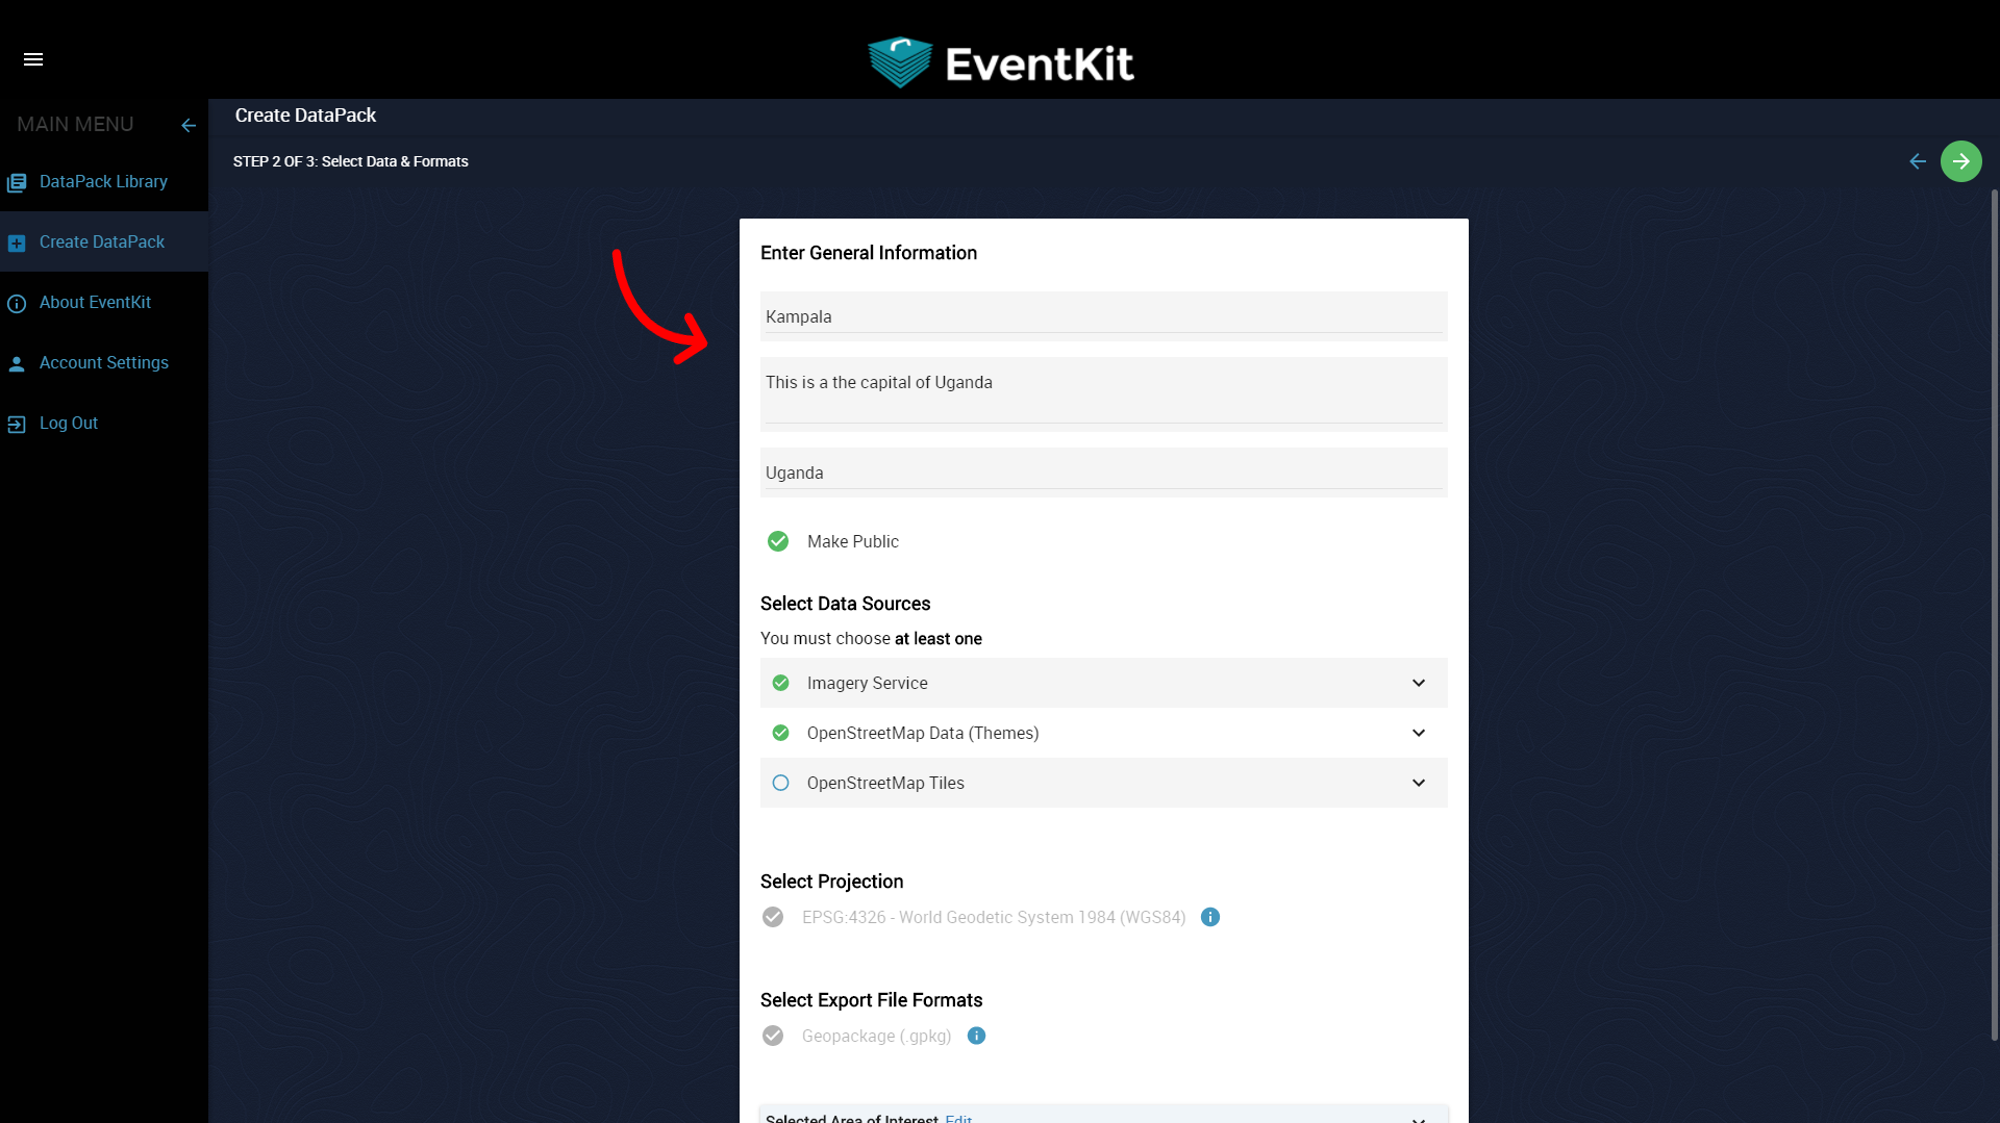 EventKit
MAIN MENU
DataPack Library
Create DataPack
About EventKit
Account Settings
Log Out
Create DataPack
STEP 2 OF 3: Select Data & Formats
Enter General Information
Kampala
This is a the capital of Uganda
Uganda
Make Public
Select Data Sources
You must choose at least one
Imagery Service
OpenStreetMap Data (Themes)
OpenStreetMap Tiles
Select Projection
EPSG:4326 - World Geodetic System 1984 (WGS84)
Select Export File Formats
Geopackage (.gpkg)
Selected Area of Interest Edit